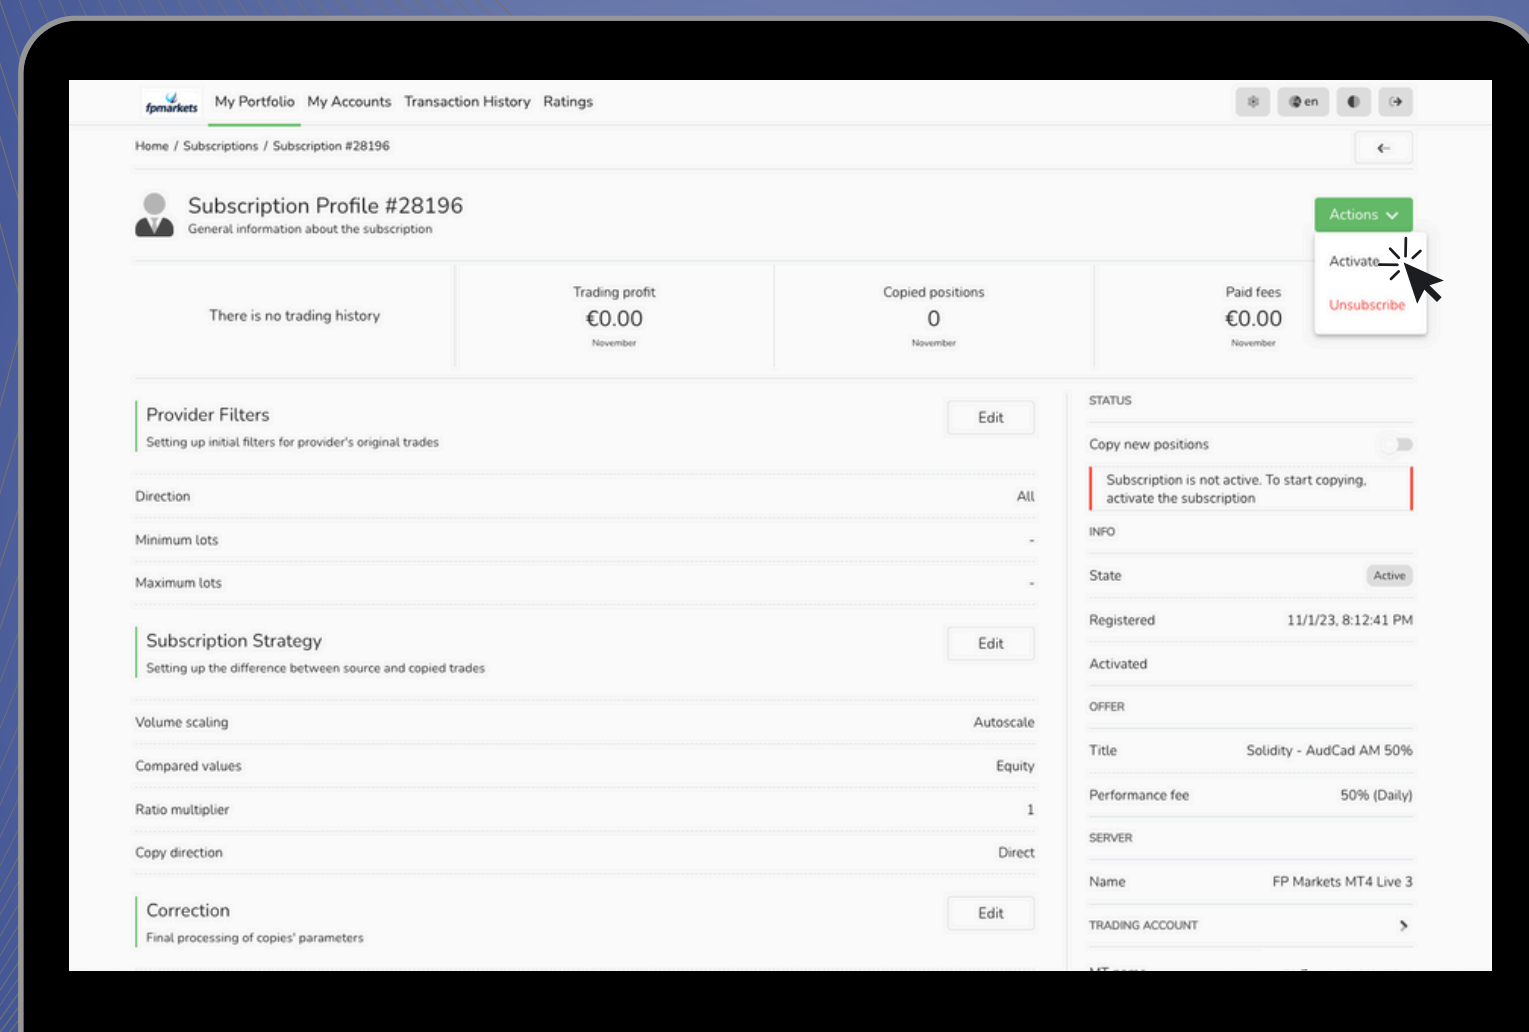 fpmarkets My Portfolio My Accounts Transaction History Ratings en
Home / Subscriptions / Subscription #28196
Subscription Profile #28196
General information about the subscription
Actions
Activate
Unsubscribe
There is no trading history
Trading profit
€0.00
November
Copied positions
0
November
Paid fees
€0.00
November
Provider Filters
Setting up initial filters for provider's original trades
Edit
Direction All
Minimum lots -
Maximum lots -
Subscription Strategy
Setting up the difference between source and copied trades
Edit
Volume scaling Autoscale
Compared values Equity
Ratio multiplier 1
Copy direction Direct
Correction
Final processing of copies' parameters
Edit
STATUS
Copy new positions
Subscription is not active. To start copying,
activate the subscription
INFO
State Active
Registered 11/1/23, 8:12:41 PM
Activated
OFFER
Title Solidity - AudCad AM 50%
Performance fee 50% (Daily)
SERVER
Name FP Markets MT4 Live 3
TRADING ACCOUNT